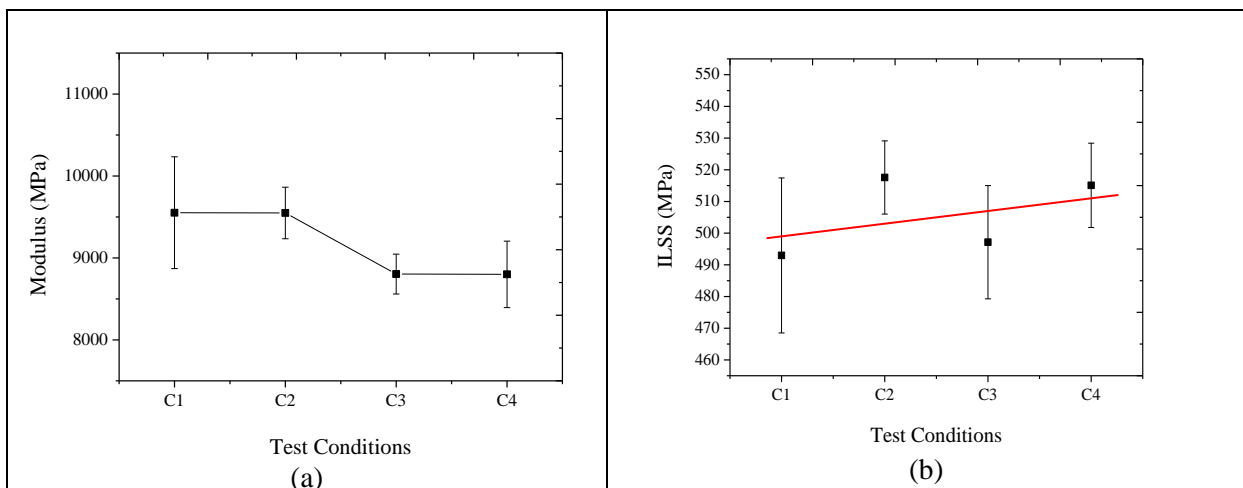 11000
10000
9000
8000
Modulus (MPa)
C1 C2 C3 C4
Test Conditions
(a)
550
540
530
520
510
500
490
480
470
460
ILSS (MPa)
C1 C2 C3 C4
Test Conditions
(b)